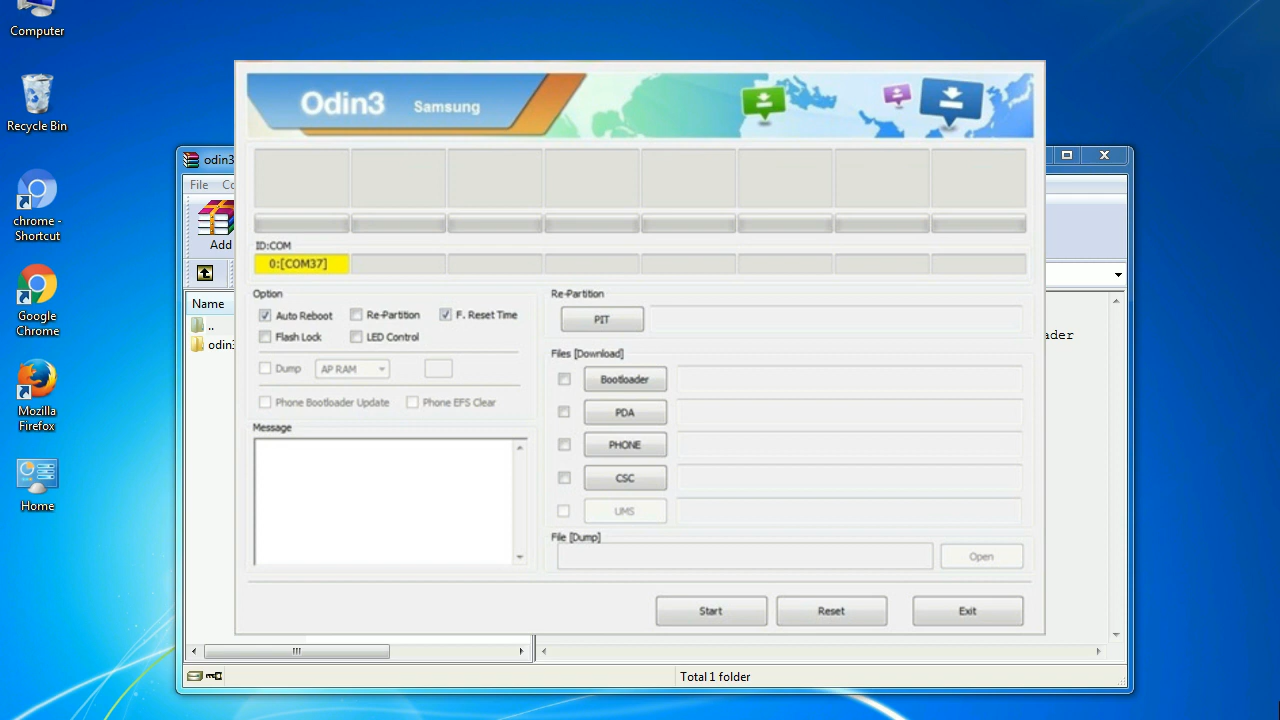 Computer
Recycle Bin
chrome -
Shortcut
Google
Chrome
Mozilla
Firefox
Home
odin3
File Co
Add
Name
..
odin3
ader
Total 1 folder
Odin3 Samsung
ID:COM
0:[COM37]
Option
Auto Reboot Re-Partition F. Reset Time
Flash Lock LED Control
Dump AP RAM
Phone Bootloader Update Phone EFS Clear
Message
Re-Partition
PIT
Files [Download]
Bootloader
PDA
PHONE
CSC
UMS
File [Dump]
Open
Start Reset Exit